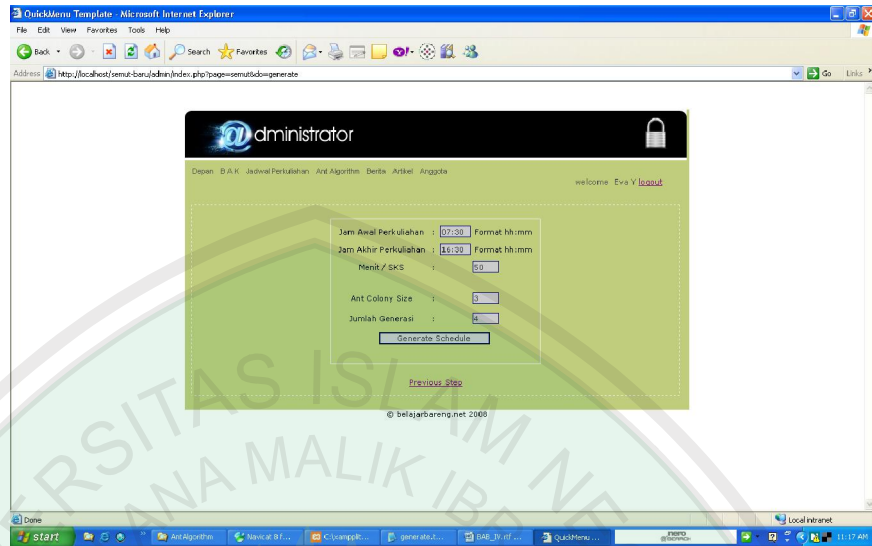 QuickMenu Template - Microsoft Internet Explorer
File Edit View Favorites Tools Help
Back Search Favorites
Address http://localhost/semut-baru/admin/index.php?page=semut&do=generate Go Links
@dministrator
Depan B A K Jadwal Perkuliahan Ant Algorithm Berita Artikel Anggota
welcome Eva Y logout
Jam Awal Perkuliahan : 07:30 Format hh:mm
Jam Akhir Perkuliahan : 16:30 Format hh:mm
Menit / SKS : 50
Ant Colony Size : 3
Jumlah Generasi : 4
Generate Schedule
Previous Step
© belajarbareng.net 2008
Done Local intranet
start AntAlgorithm Navicat 8 f... C:\xampplit... generate.t... BAB_IV.rtf ... QuickMenu ... nero 11:17 AM